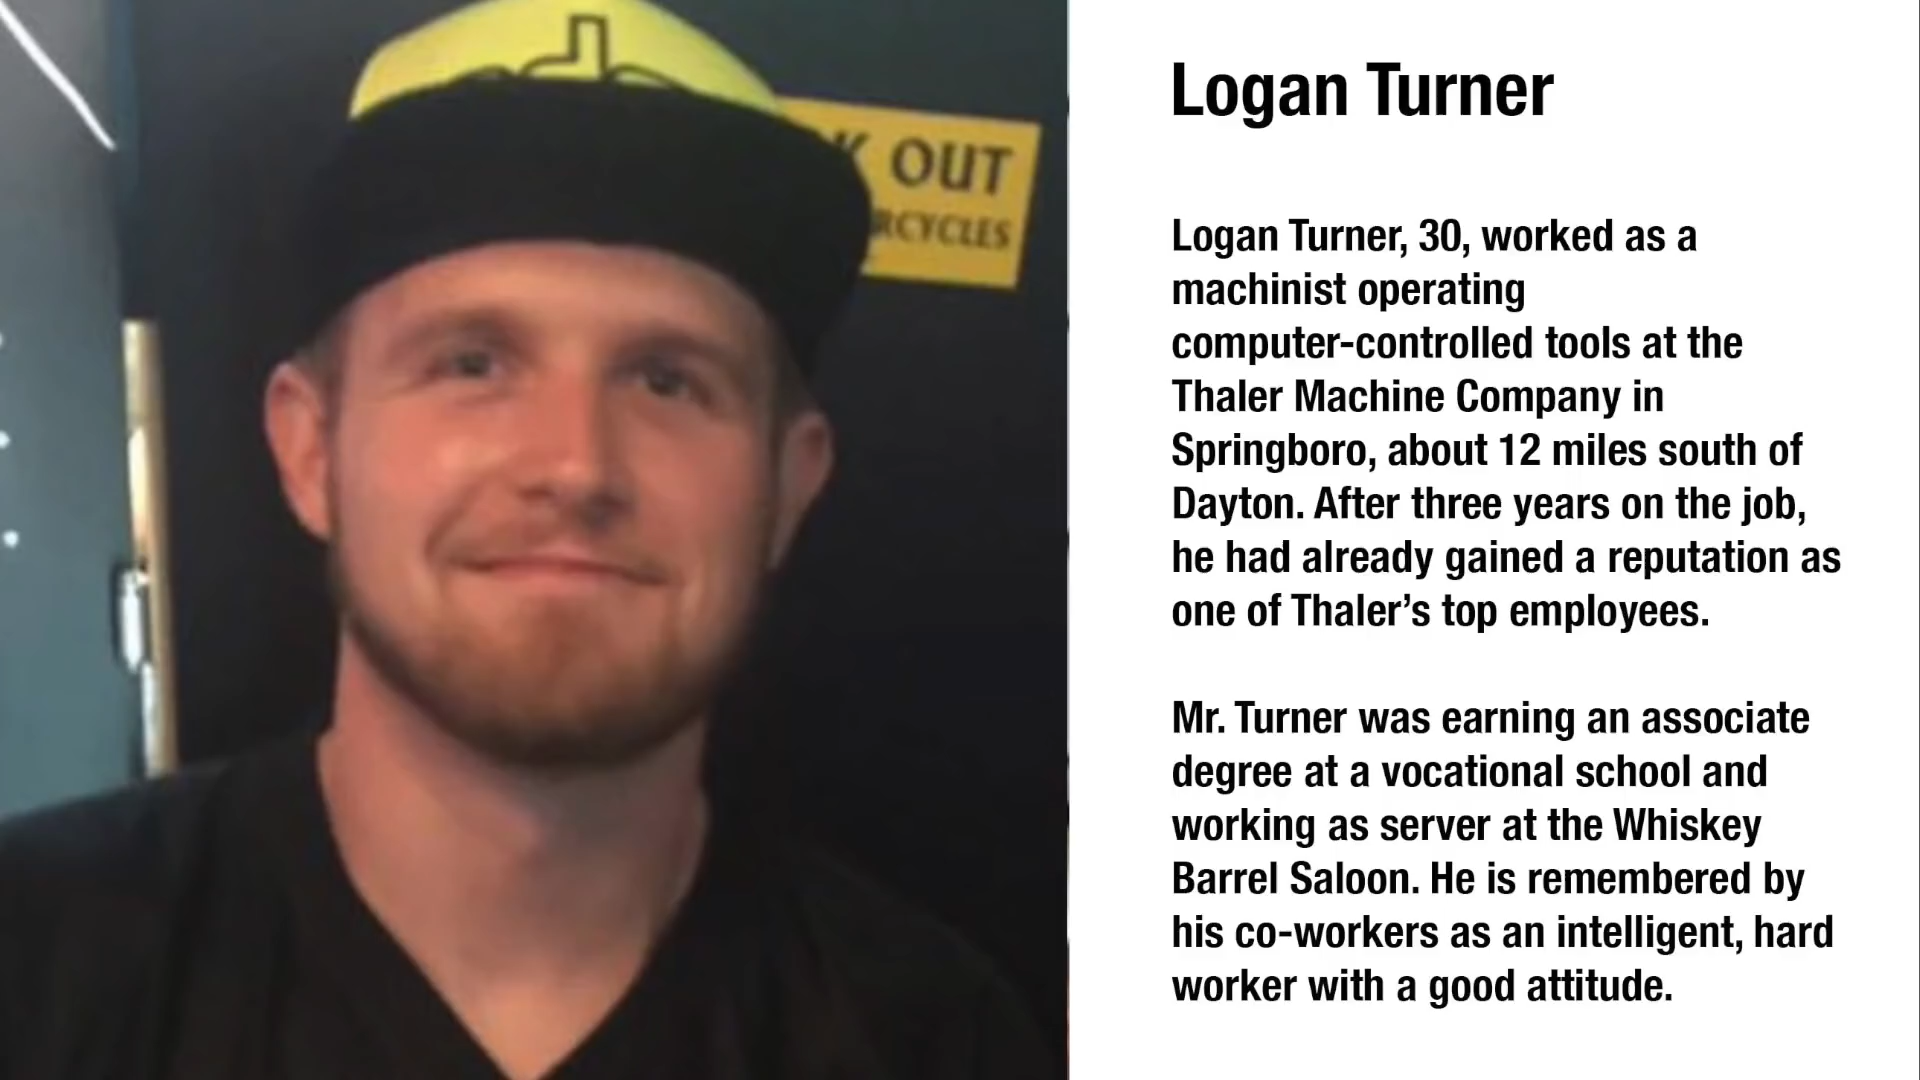 OUT
RCYCLES
Logan Turner
Logan Turner, 30, worked as a
machinist operating
computer-controlled tools at the
Thaler Machine Company in
Springboro, about 12 miles south of
Dayton. After three years on the job,
he had already gained a reputation as
one of Thaler’s top employees.
Mr. Turner was earning an associate
degree at a vocational school and
working as server at the Whiskey
Barrel Saloon. He is remembered by
his co-workers as an intelligent, hard
worker with a good attitude.